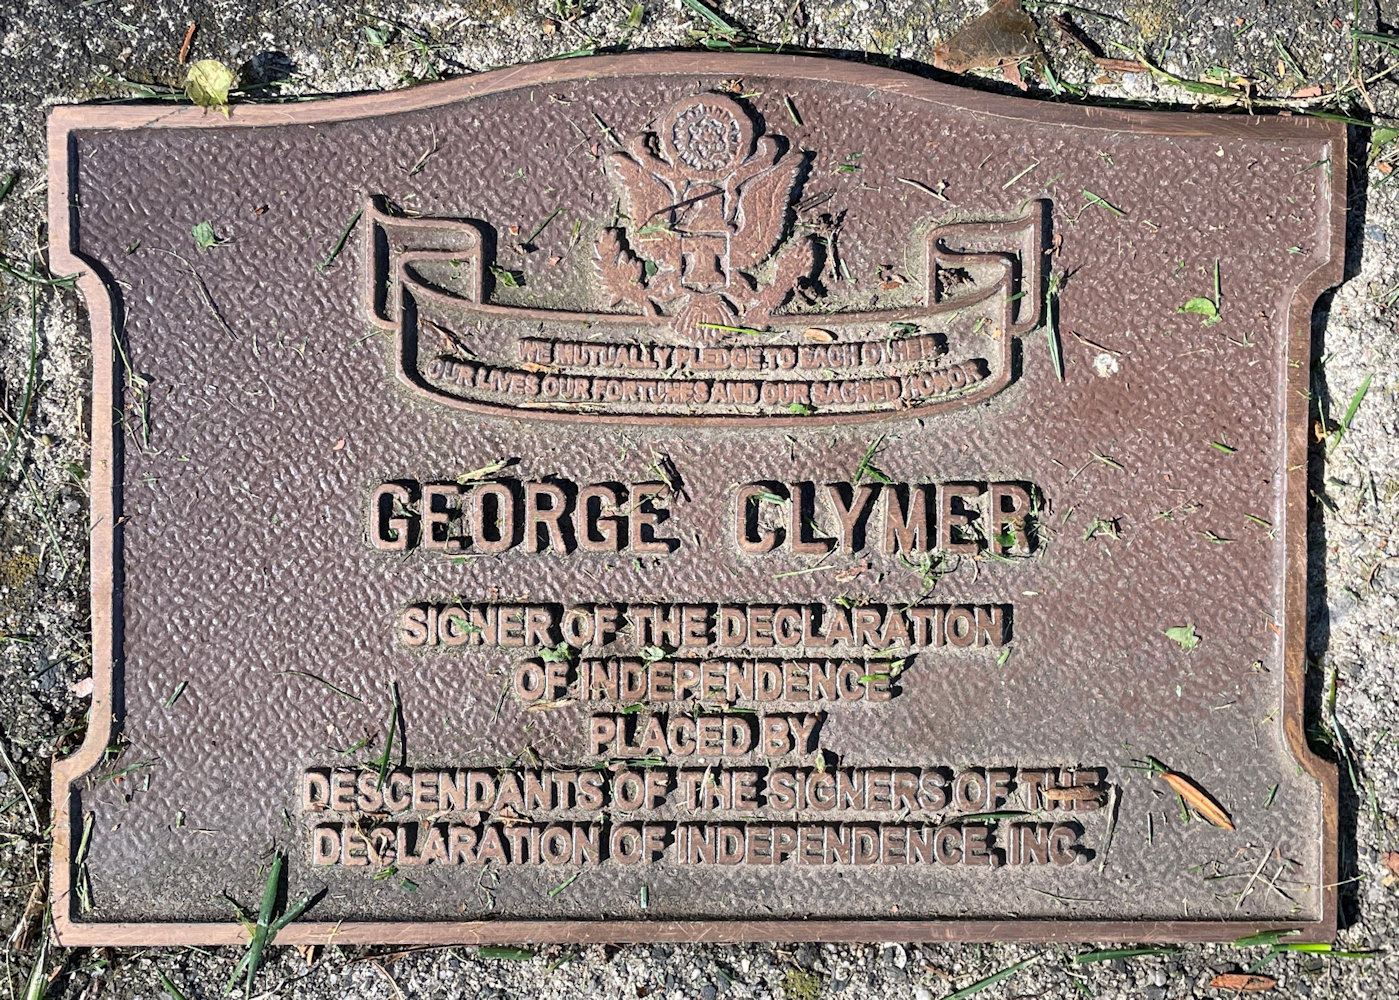 WE MUTUALLY PLEDGE TO EACH OTHER
OUR LIVES OUR FORTUNES AND OUR SACRED HONOR
GEORGE CLYMER
SIGNER OF THE DECLARATION
OF INDEPENDENCE
PLACED BY
DESCENDANTS OF THE SIGNERS OF THE
DECLARATION OF INDEPENDENCE, INC.